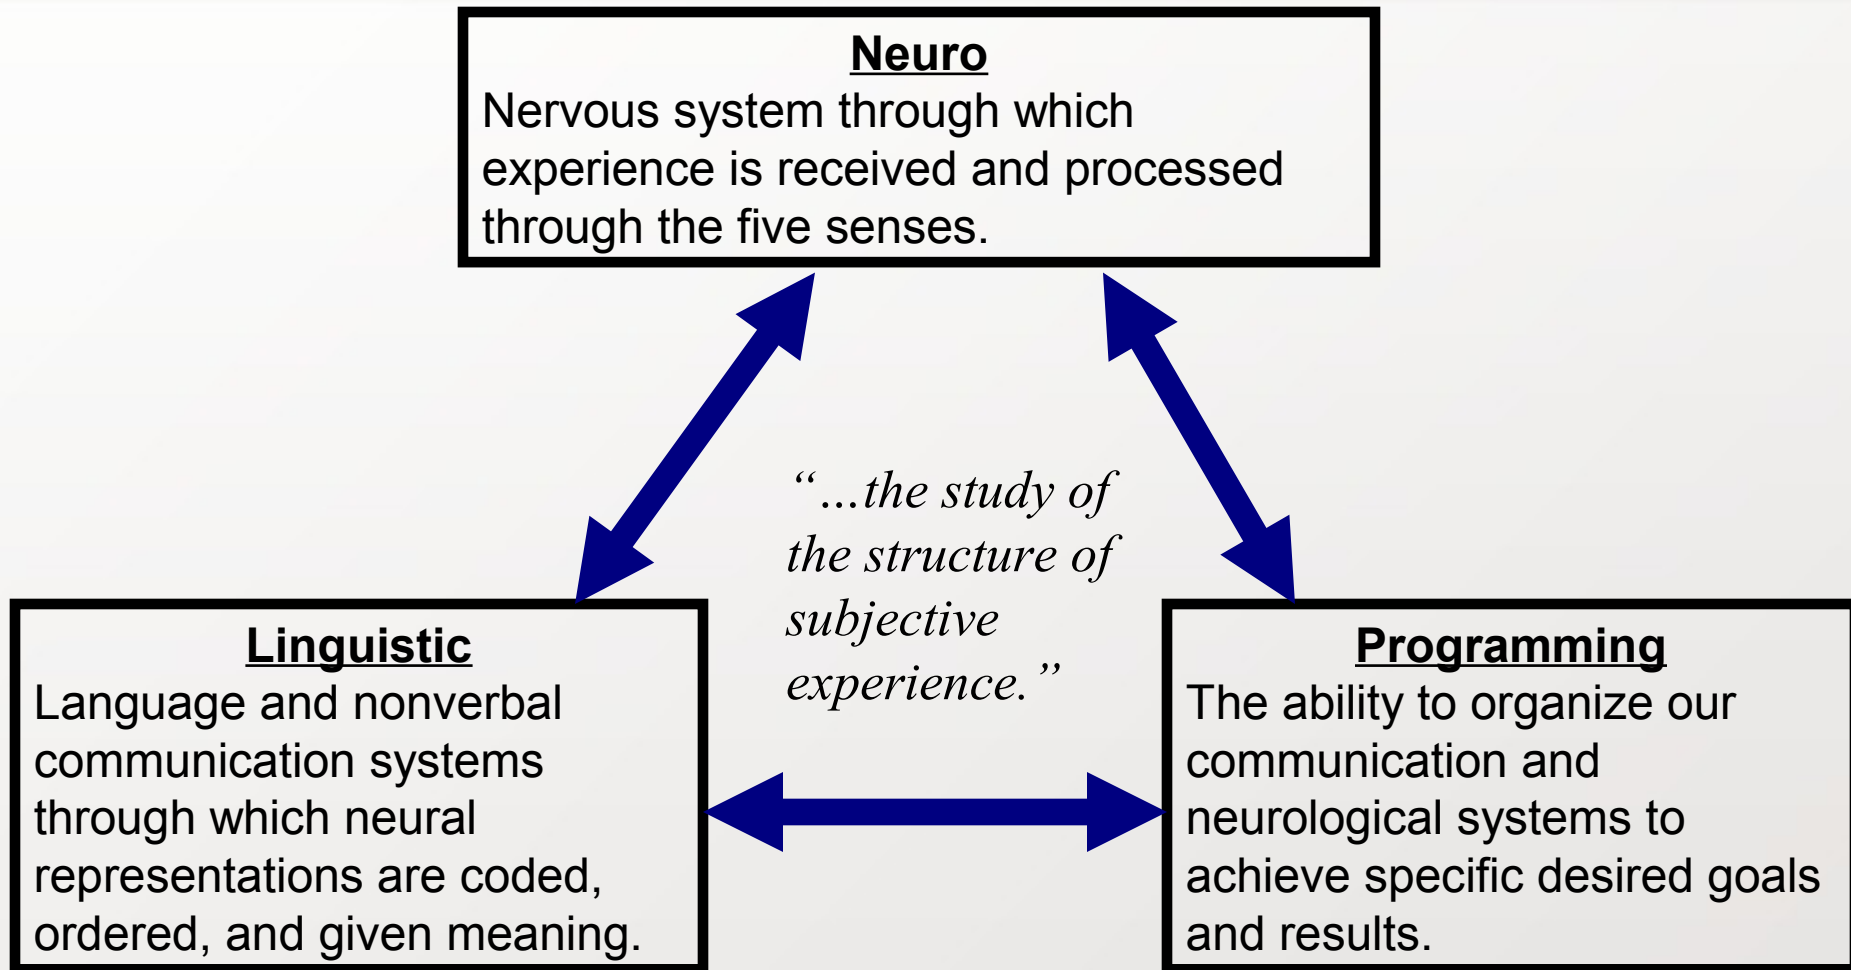 Neuro
Nervous system through which
experience is received and processed
through the five senses.
“…the study of
the structure of
subjective
experience.”
Linguistic
Language and nonverbal
communication systems
through which neural
representations are coded,
ordered, and given meaning.
Programming
The ability to organize our
communication and
neurological systems to
achieve specific desired goals
and results.